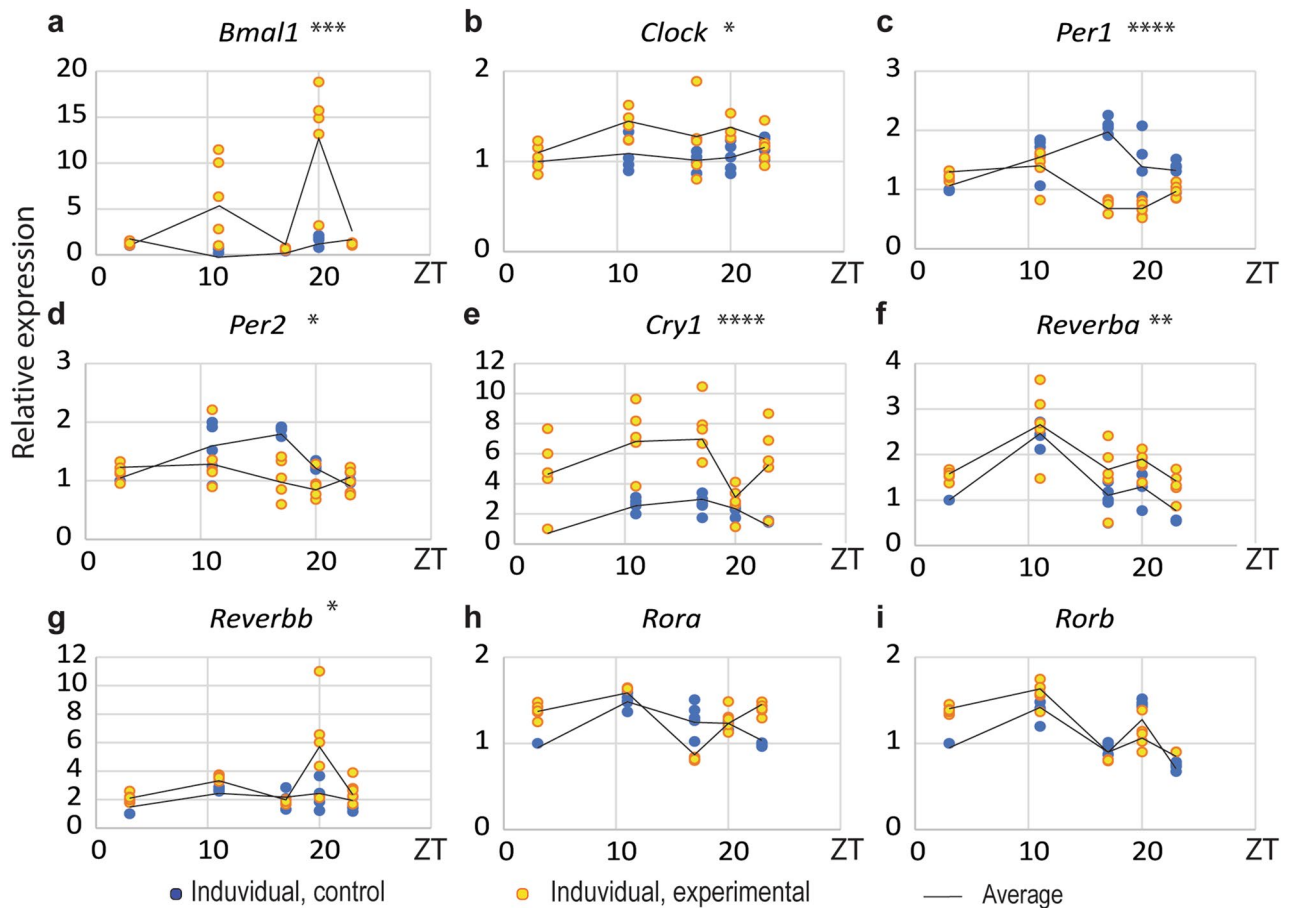 a Bmal1 ***
b Clock *
c Per1 ****
20
15
10
5
0
0 10 20 ZT
2
1
0
0 10 20 ZT
3
2
1
0
0 10 20 ZT
Relative expression
d Per2 *
e Cry1 ****
f Reverba **
3
2
1
0
0 10 20 ZT
12
10
8
6
4
2
0
0 10 20 ZT
4
3
2
1
0
0 10 20 ZT
g Reverbb *
h Rora
i Rorb
12
10
8
6
4
2
0
0 10 20 ZT
2
1
0
0 10 20 ZT
2
1
0
0 10 20 ZT
Induvidual, control
Induvidual, experimental
Average